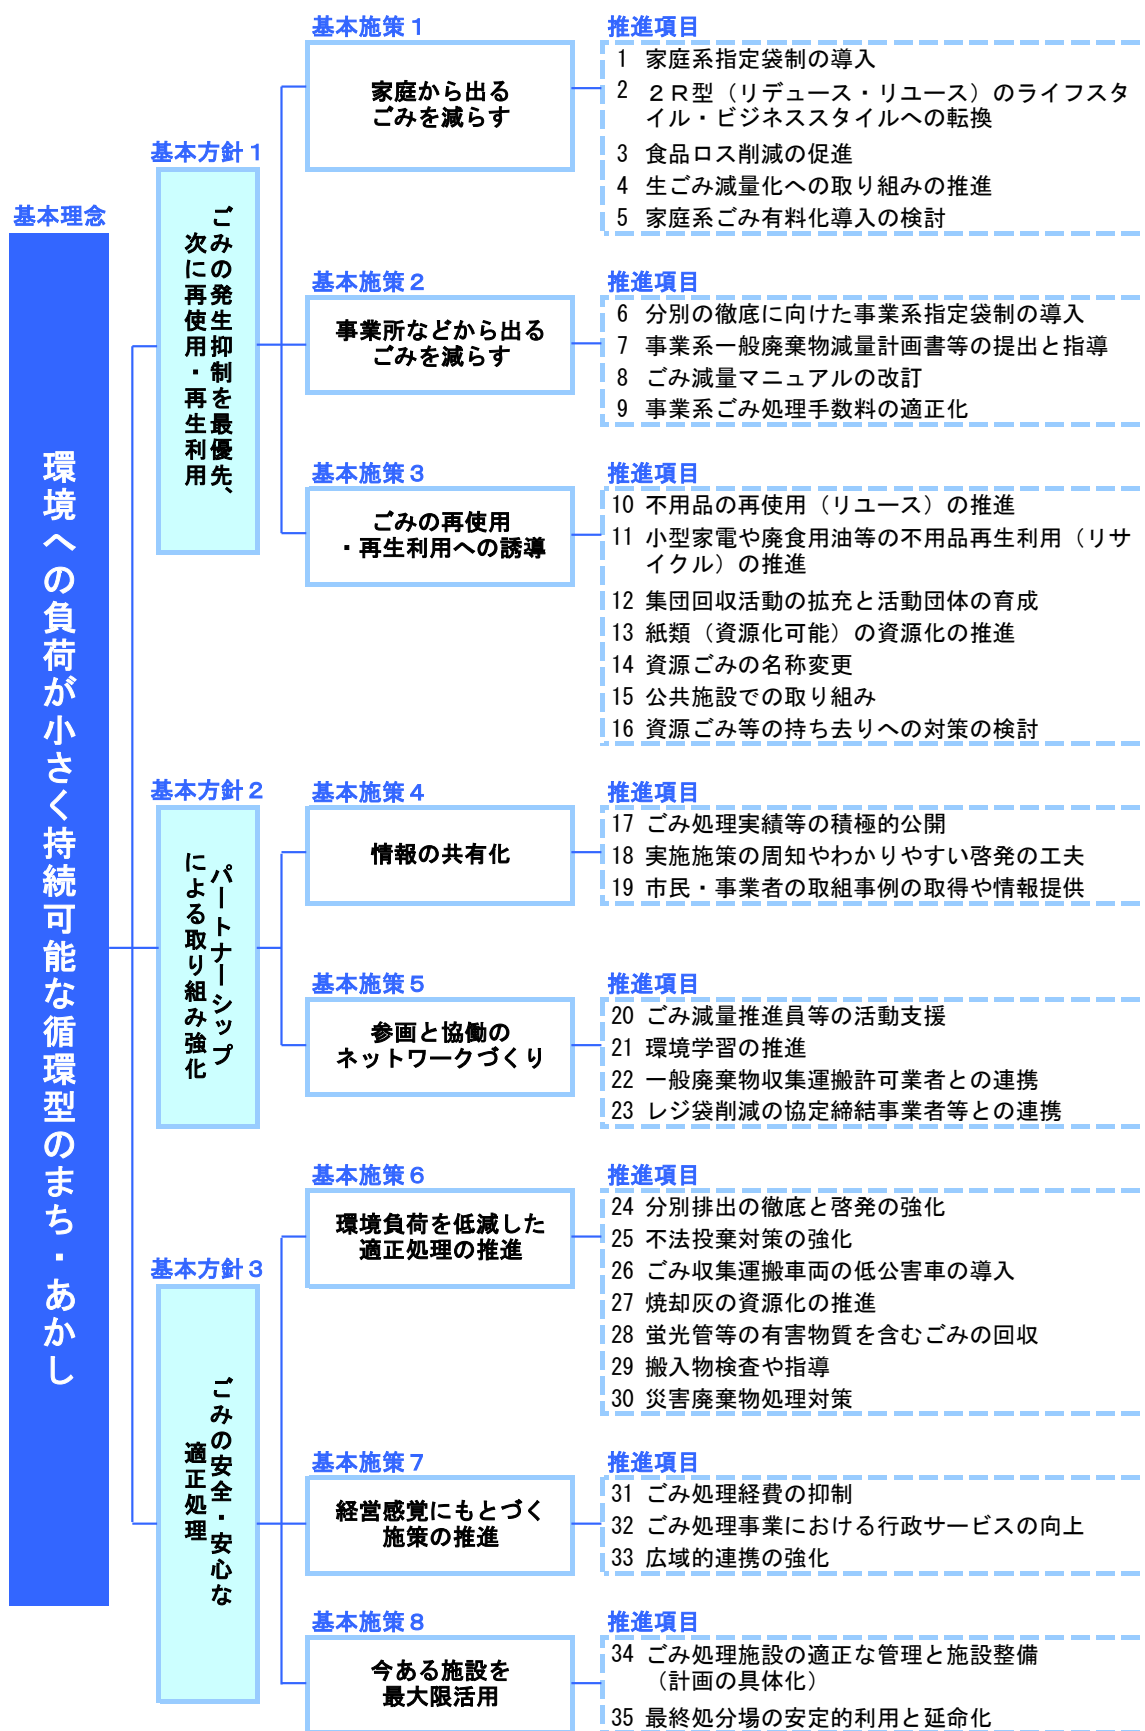 基本理念
環境への負荷が小さく持続可能な循環型のまち・あかし
基本方針１
ごみの発生抑制を最優先、
次に再使用・再生利用
基本施策１
家庭から出る
ごみを減らす
推進項目
1 家庭系指定袋制の導入
2 ２Ｒ型（リデュース・リユース）のライフスタ
イル・ビジネススタイルへの転換
3 食品ロス削減の促進
4 生ごみ減量化への取り組みの推進
5 家庭系ごみ有料化導入の検討
基本施策２
事業所などから出る
ごみを減らす
推進項目
6 分別の徹底に向けた事業系指定袋制の導入
7 事業系一般廃棄物減量計画書等の提出と指導
8 ごみ減量マニュアルの改訂
9 事業系ごみ処理手数料の適正化
基本施策３
ごみの再使用
・再生利用への誘導
推進項目
10 不用品の再使用（リユース）の推進
11 小型家電や廃食用油等の不用品再生利用（リサ
イクル）の推進
12 集団回収活動の拡充と活動団体の育成
13 紙類（資源化可能）の資源化の推進
14 資源ごみの名称変更
15 公共施設での取り組み
16 資源ごみ等の持ち去りへの対策の検討
基本方針２
パートナーシップ
による取り組み強化
基本施策４
情報の共有化
推進項目
17 ごみ処理実績等の積極的公開
18 実施施策の周知やわかりやすい啓発の工夫
19 市民・事業者の取組事例の取得や情報提供
基本施策５
参画と協働の
ネットワークづくり
推進項目
20 ごみ減量推進員等の活動支援
21 環境学習の推進
22 一般廃棄物収集運搬許可業者との連携
23 レジ袋削減の協定締結事業者等との連携
基本方針３
ごみの安全・安心な
適正処理
基本施策６
環境負荷を低減した
適正処理の推進
推進項目
24 分別排出の徹底と啓発の強化
25 不法投棄対策の強化
26 ごみ収集運搬車両の低公害車の導入
27 焼却灰の資源化の推進
28 蛍光管等の有害物質を含むごみの回収
29 搬入物検査や指導
30 災害廃棄物処理対策
基本施策７
経営感覚にもとづく
施策の推進
推進項目
31 ごみ処理経費の抑制
32 ごみ処理事業における行政サービスの向上
33 広域的連携の強化
基本施策８
今ある施設を
最大限活用
推進項目
34 ごみ処理施設の適正な管理と施設整備
（計画の具体化）
35 最終処分場の安定的利用と延命化